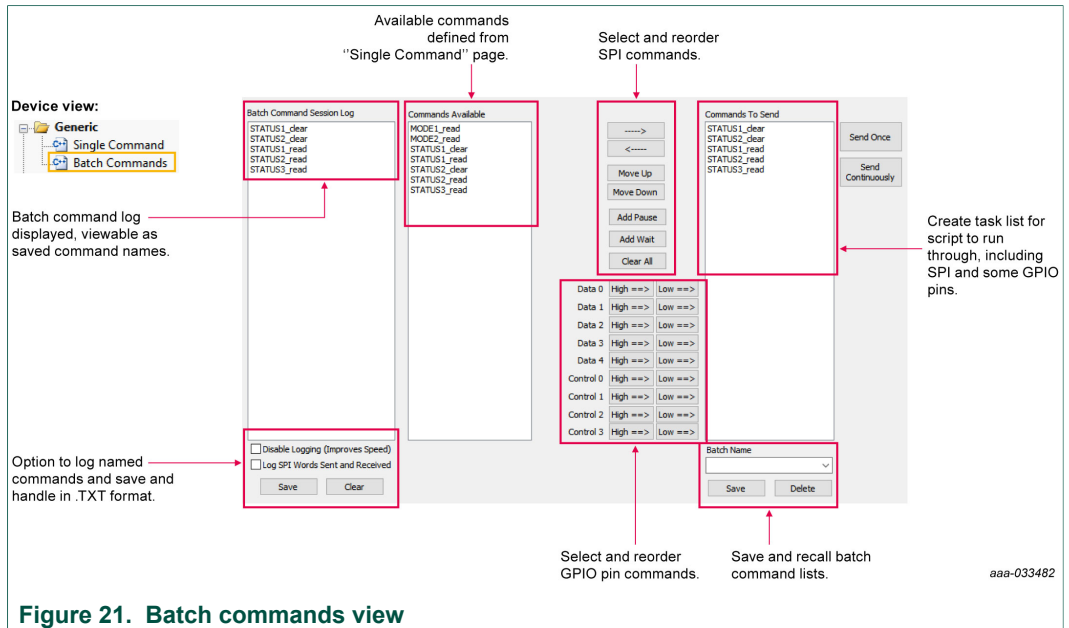 Available commands
defined from
‘‘Single Command’’ page.
Select and reorder
SPI commands.
Device view:
Generic
Single Command
Batch Commands
Batch command log
displayed, viewable as
saved command names.
Option to log named
commands and save and
handle in .TXT format.
Batch Command Session Log
STATUS1_clear
STATUS2_clear
STATUS1_read
STATUS2_read
STATUS3_read
Disable Logging (Improves Speed)
Log SPI Words Sent and Received
Save Clear
Commands Available
MODE1_read
MODE2_read
STATUS1_clear
STATUS1_read
STATUS2_clear
STATUS2_read
STATUS3_read
----->
<-----
Move Up
Move Down
Add Pause
Add Wait
Clear All
Data 0 High ==> Low ==>
Data 1 High ==> Low ==>
Data 2 High ==> Low ==>
Data 3 High ==> Low ==>
Data 4 High ==> Low ==>
Control 0 High ==> Low ==>
Control 1 High ==> Low ==>
Control 2 High ==> Low ==>
Control 3 High ==> Low ==>
Commands To Send
STATUS1_clear
STATUS2_clear
STATUS1_read
STATUS2_read
STATUS3_read
Send Once
Send
Continuously
Batch Name
Save Delete
Create task list for
script to run
through, including
SPI and some GPIO
pins.
Select and reorder
GPIO pin commands.
Save and recall batch
command lists.
aaa-033482
Figure 21. Batch commands view